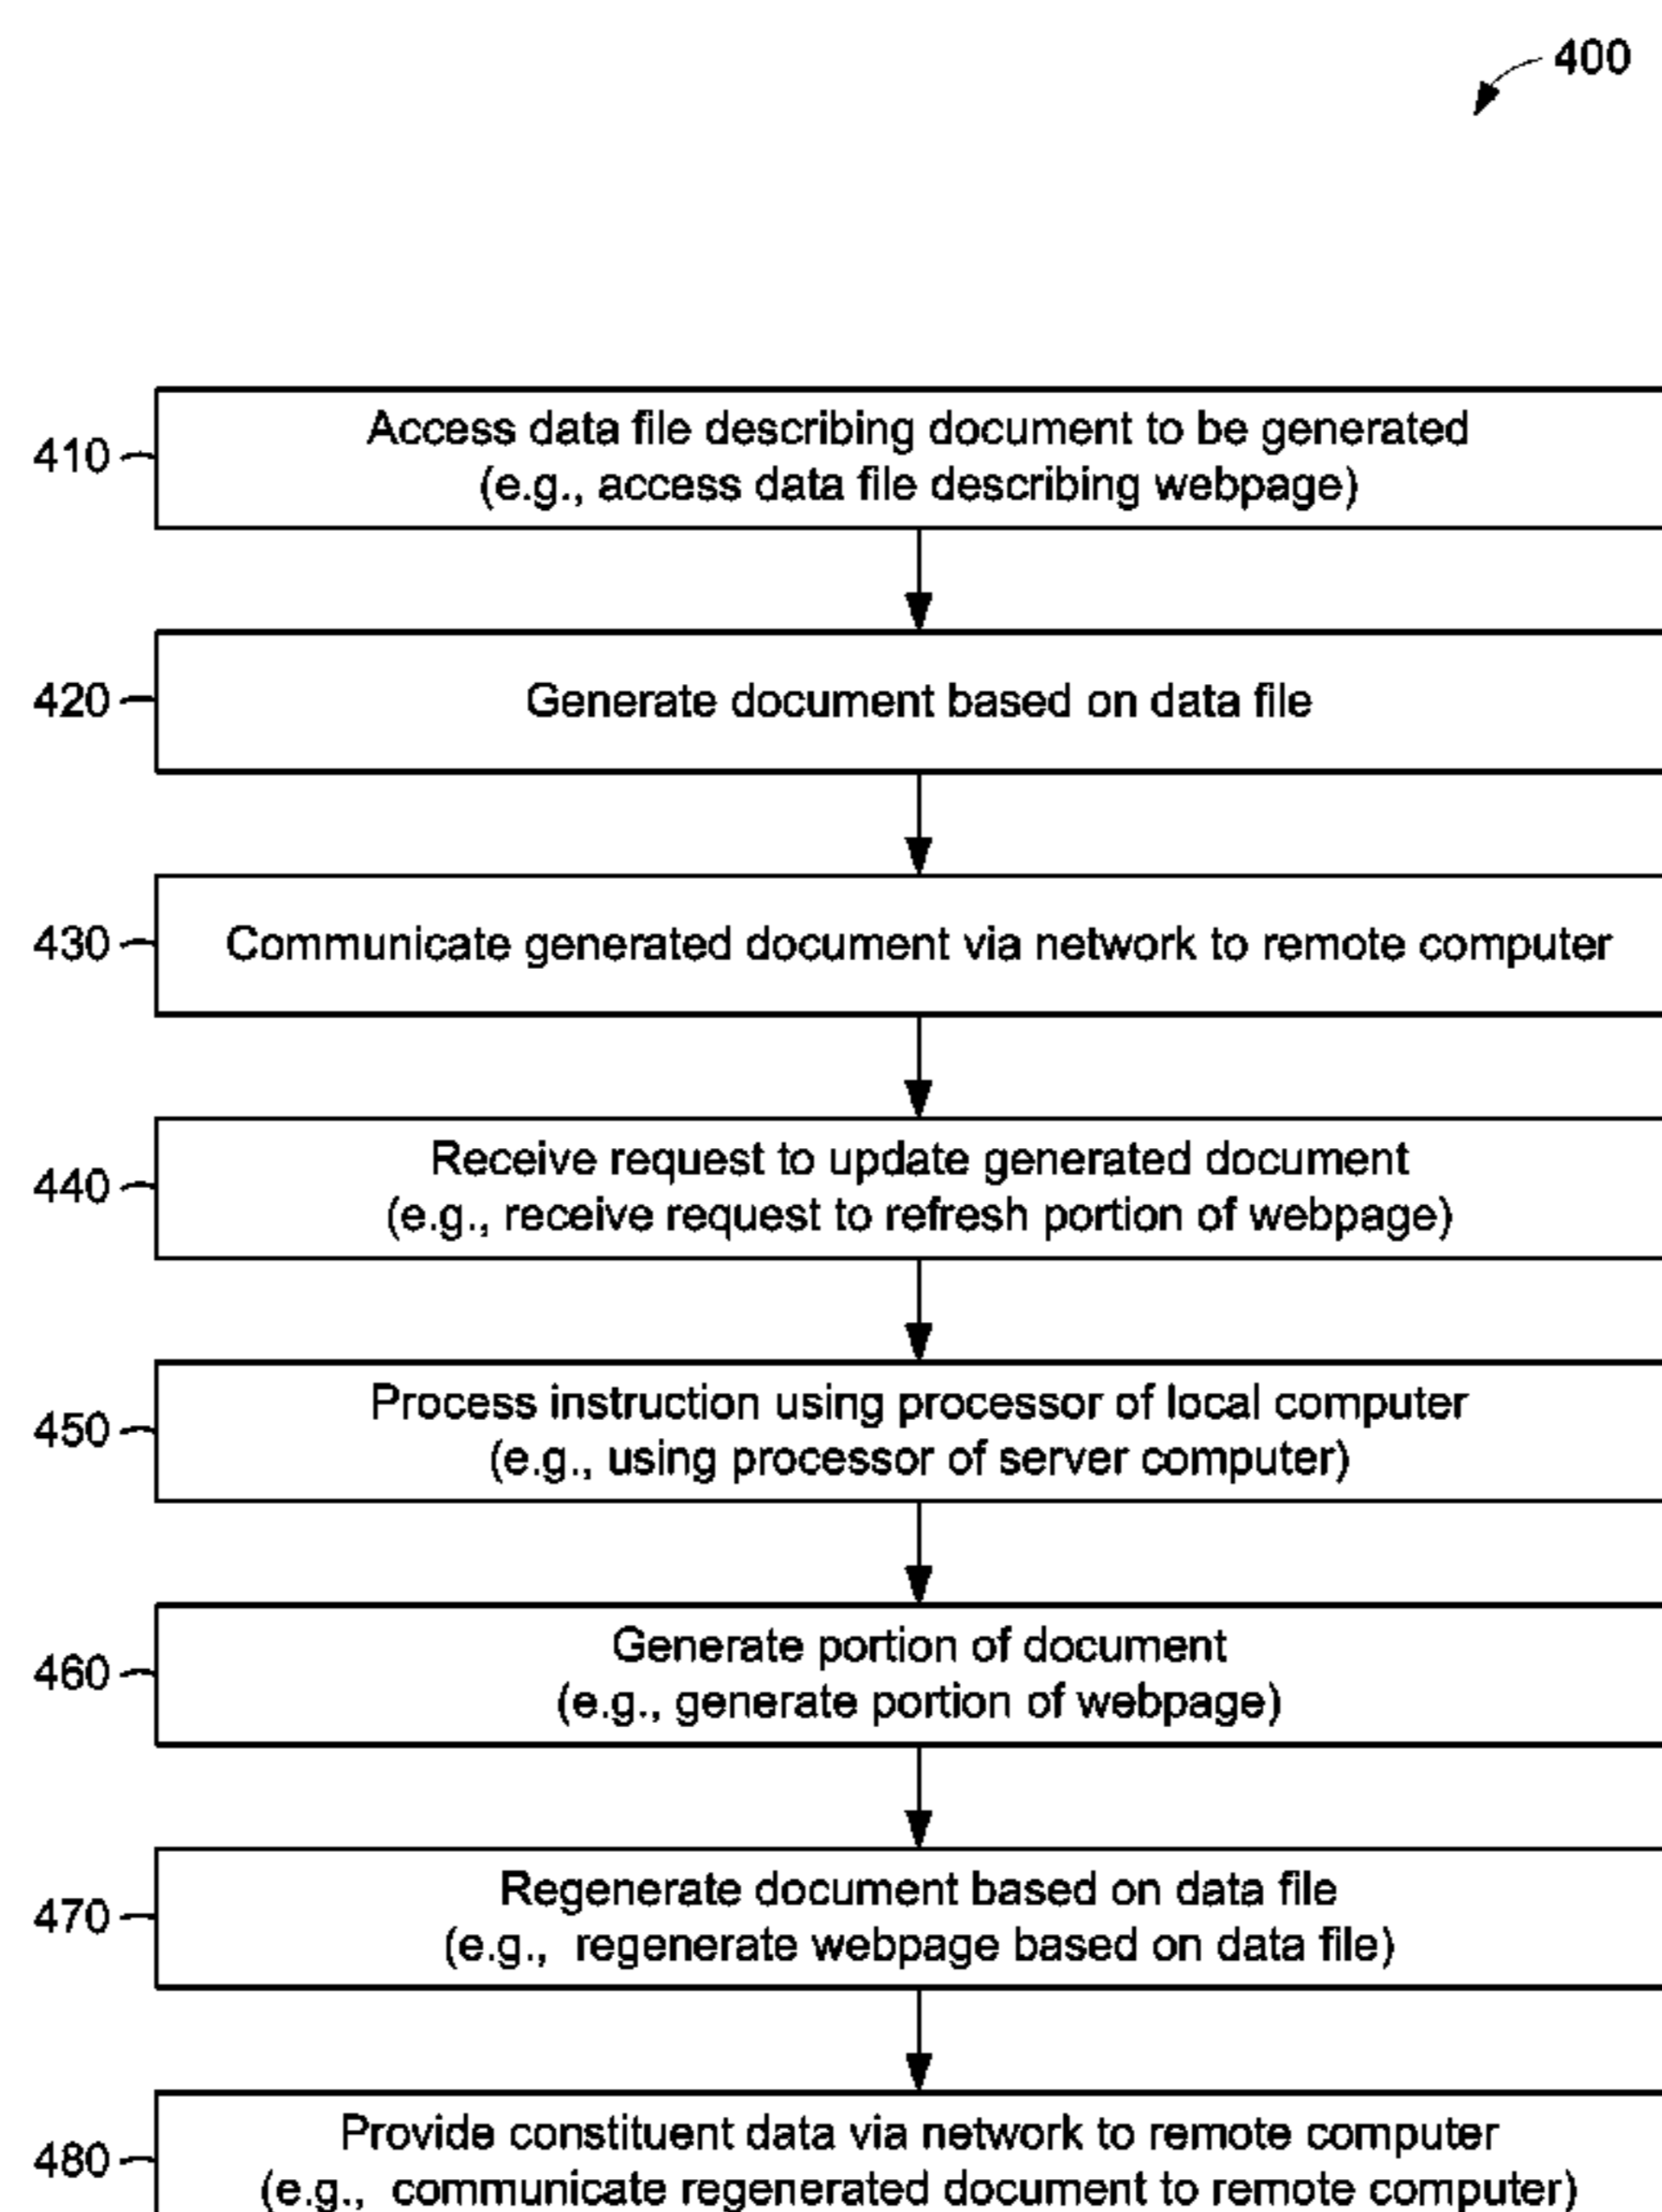 400
410
Access data file describing document to be generated
(e.g., access data file describing webpage)
420
Generate document based on data file
430
Communicate generated document via network to remote computer
440
Receive request to update generated document
(e.g., receive request to refresh portion of webpage)
450
Process instruction using processor of local computer
(e.g., using processor of server computer)
460
Generate portion of document
(e.g., generate portion of webpage)
470
Regenerate document based on data file
(e.g., regenerate webpage based on data file)
480
Provide constituent data via network to remote computer
(e.g., communicate regenerated document to remote computer)